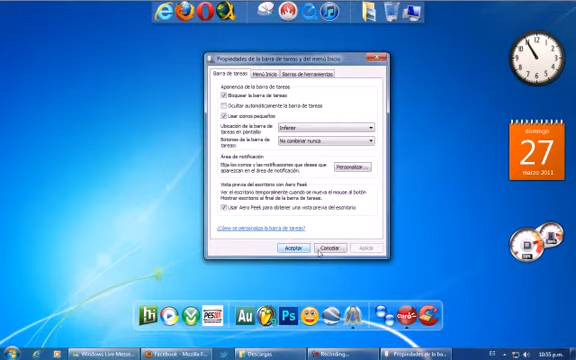 Propiedades de la barra de tareas y del menú Inicio
Barra de tareas
Menú Inicio
Barras de herramientas
Apariencia de la barra de tareas
Bloquear la barra de tareas
Ocultar automáticamente la barra de tareas
Usar iconos pequeños
Ubicación de la barra de tareas en pantalla:
Inferior
Botones de la barra de tareas:
No combinar nunca
Área de notificación
Elija los iconos y las notificaciones que desea que
aparezcan en el área de notificación.
Personalizar...
Vista previa del escritorio con Aero Peek
Ver el escritorio temporalmente cuando se mueva el mouse al botón
Mostrar escritorio al final de la barra de tareas.
Usar Aero Peek para obtener una vista previa del escritorio
¿Cómo se personaliza la barra de tareas?
Aceptar
Cancelar
Aplicar
domingo
27
marzo 2011
Au
Ps
Claro
Windows Live Messe...
Facebook - Mozilla F...
Descargas
Recording...
Propiedades de la ba...
ES
10:55 p.m.